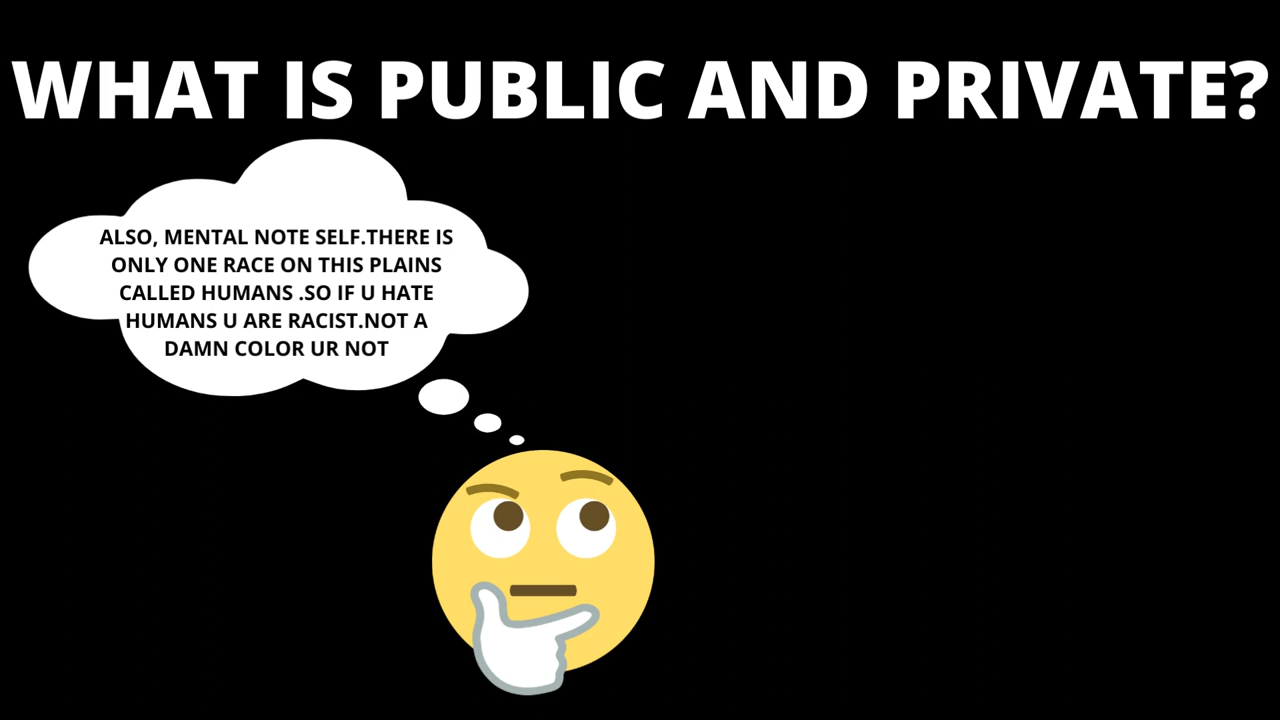 WHAT IS PUBLIC AND PRIVATE?
ALSO, MENTAL NOTE SELF.THERE IS
ONLY ONE RACE ON THIS PLAINS
CALLED HUMANS .SO IF U HATE
HUMANS U ARE RACIST.NOT A
DAMN COLOR UR NOT